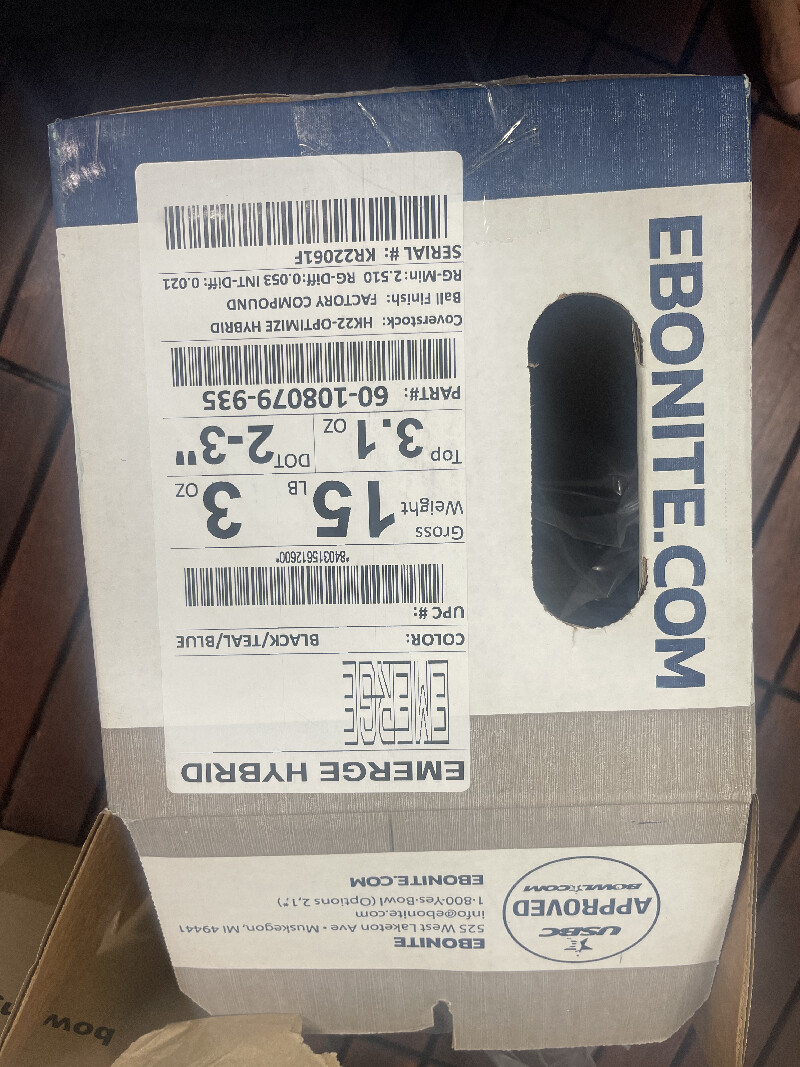 EMERGE HYBRID
EMERGE
COLOR: BLACK/TEAL/BLUE
UPC #:
*840315612600*
Gross Weight 15 LB 3 OZ
Top 3.1 OZ DOT 2-3"
PART#: 60-108079-935
Coverstock: HK22-OPTIMIZE HYBRID
Ball Finish: FACTORY COMPOUND
RG-Min:2.510 RG-Diff:0.053 INT-Diff: 0.021
SERIAL #: KR22061F
EBONITE.COM
EBONITE
525 West Laketon Ave • Muskegon, MI 49441
info@ebonite.com
1-800-Yes-Bowl (Options 2,1*)
EBONITE.COM
USBC
APPROVED
BOWL.COM
bow